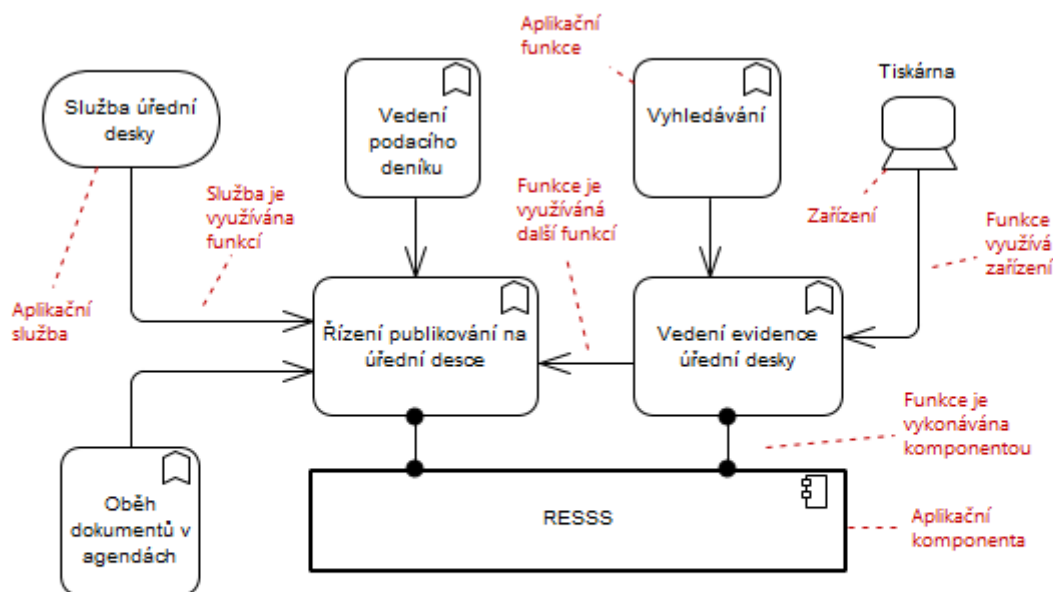 Aplikační
funkce
Tiskárna
Služba úřední
desky
Vedení
podacího
deníku
Vyhledávání
Služba je
využívána
funkcí
Funkce je
využíváná
další funkcí
Zařízení
Funkce
využívá
zařízení
Aplikační
služba
Řízení publikování na
úřední desce
Vedení evidence
úřední desky
Funkce je
vykonávána
komponentou
Oběh
dokumentů v
agendách
RESSS
Aplikační
komponenta